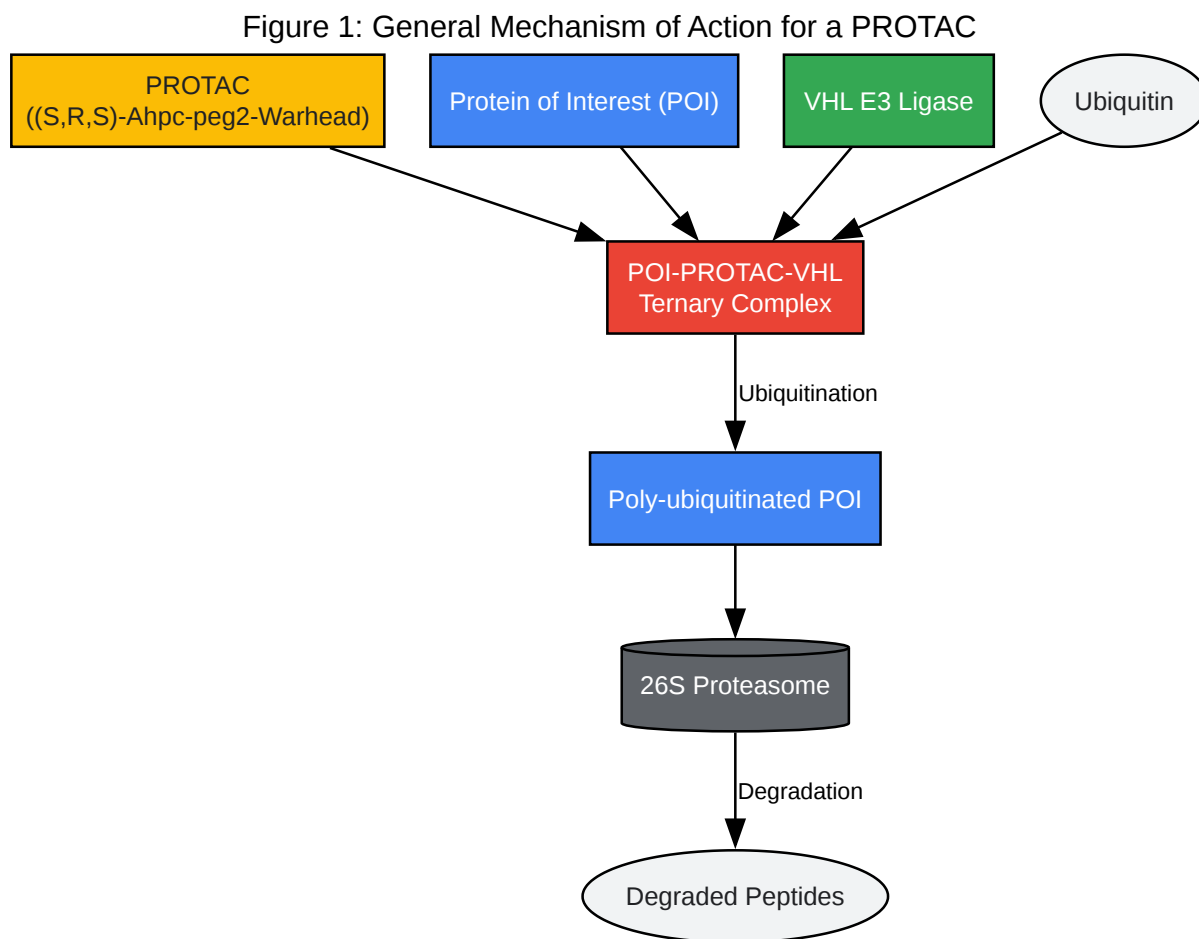 Figure 1: General Mechanism of Action for a PROTAC
PROTAC
((S,R,S)-Ahpc-peg2-Warhead)
Protein of Interest (POI)
VHL E3 Ligase
Ubiquitin
POI-PROTAC-VHL
Ternary Complex
Ubiquitination
Poly-ubiquitinated POI
26S Proteasome
Degradation
Degraded Peptides